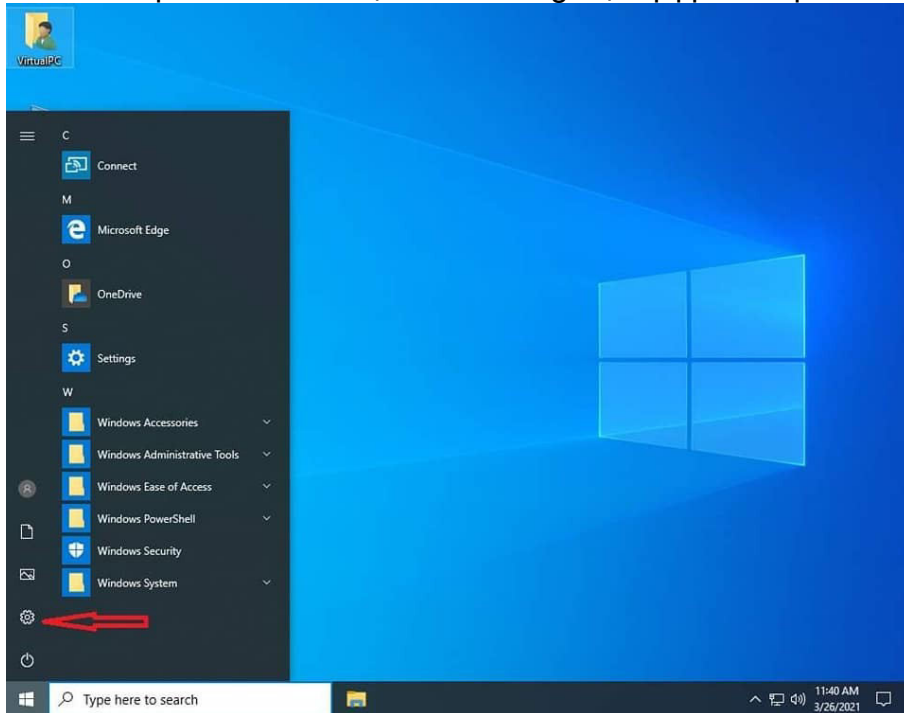 VirtualPC
C
Connect
M
Microsoft Edge
O
OneDrive
S
Settings
W
Windows Accessories
Windows Administrative Tools
Windows Ease of Access
Windows PowerShell
Windows Security
Windows System
Type here to search
11:40 AM
3/26/2021